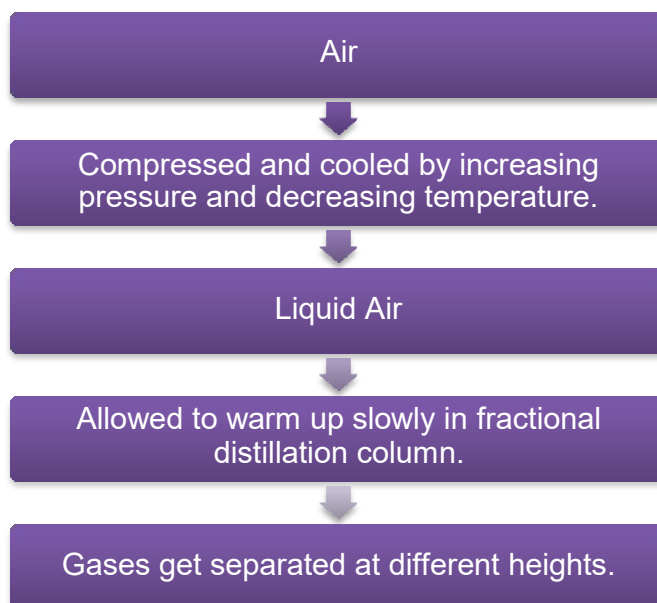 Air
Compressed and cooled by increasing
pressure and decreasing temperature.
Liquid Air
Allowed to warm up slowly in fractional
distillation column.
Gases get separated at different heights.